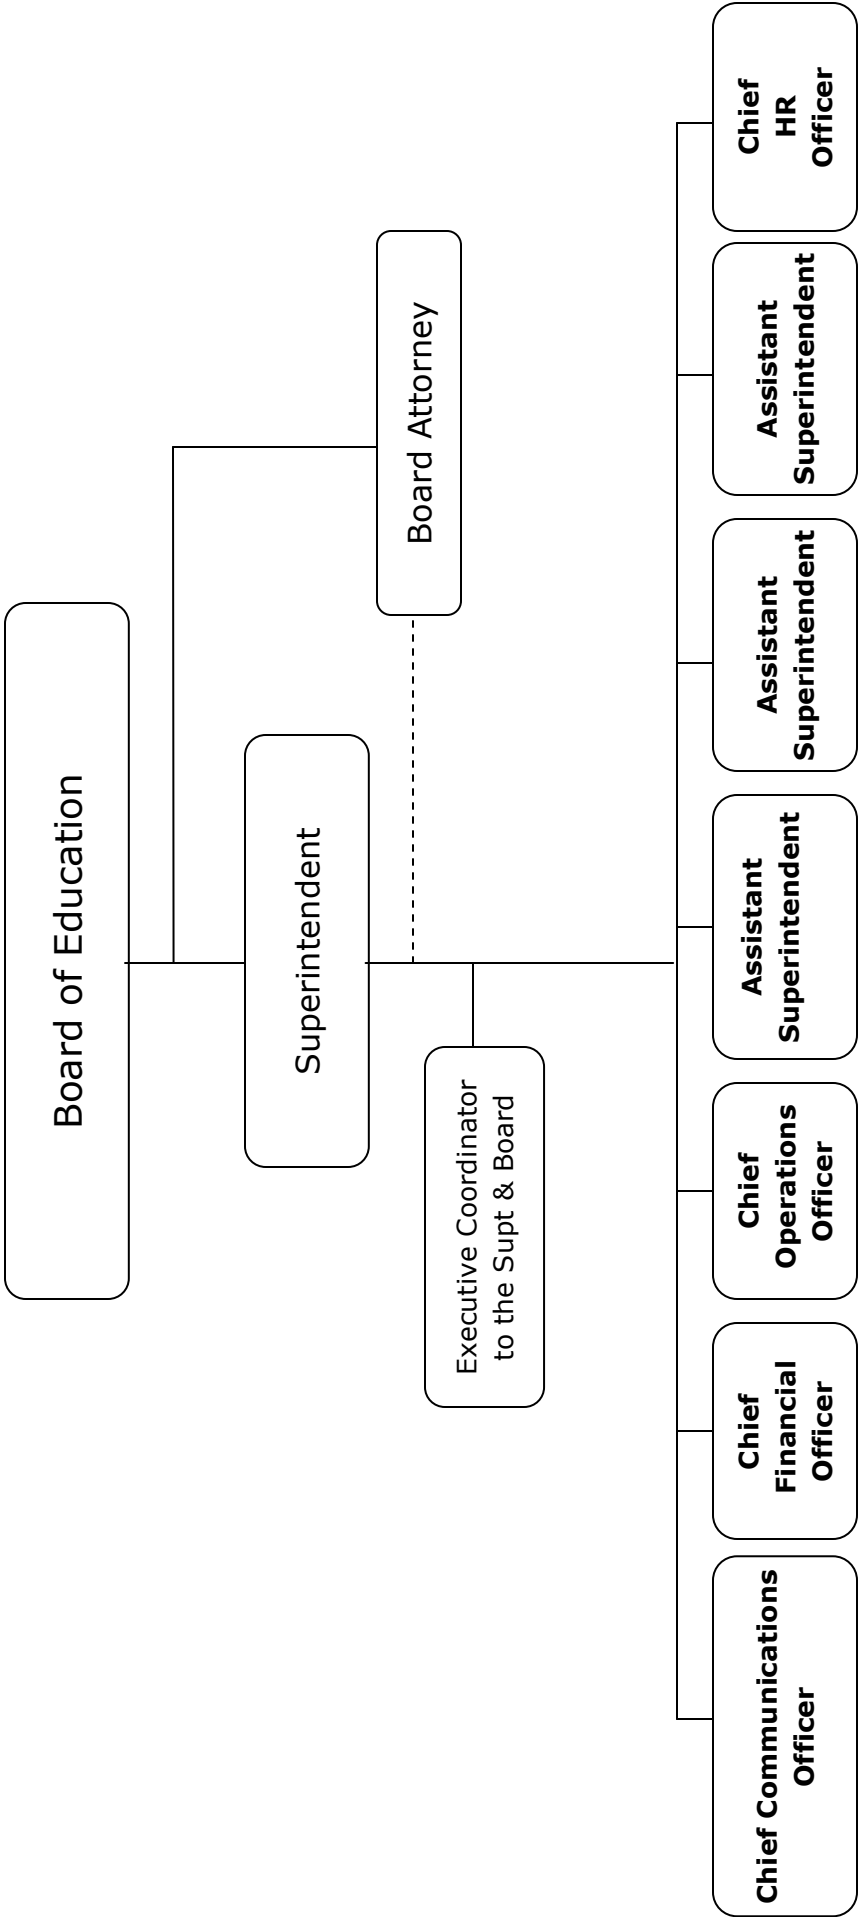 Board of Education
Superintendent
Board Attorney
Executive Coordinator
to the Supt & Board
Chief Communications
Officer
Chief
Financial
Officer
Chief
Operations
Officer
Assistant
Superintendent
Assistant
Superintendent
Assistant
Superintendent
Chief
HR
Officer